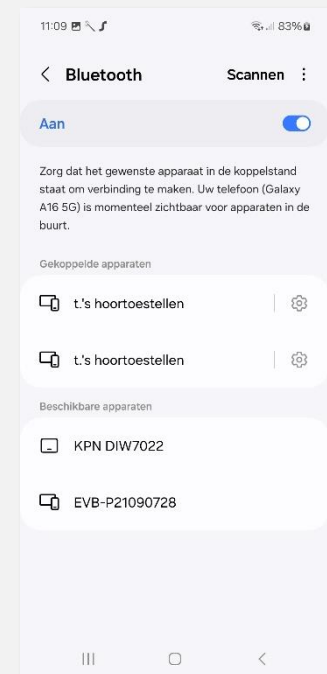 11:09 83%
Bluetooth Scannen
Aan
Zorg dat het gewenste apparaat in de koppelstand
staat om verbinding te maken. Uw telefoon (Galaxy
A16 5G) is momenteel zichtbaar voor apparaten in de
buurt.
Gekoppelde apparaten
t.'s hoortoestellen
t.'s hoortoestellen
Beschikbare apparaten
KPN DIW7022
EVB-P21090728